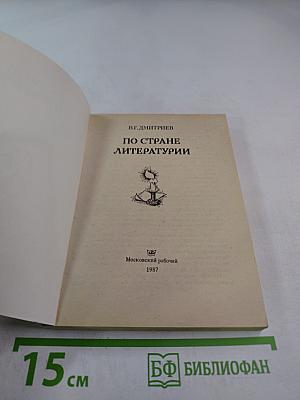 В.Г. ДМИТРИЕВ
ПО СТРАНЕ
ЛИТЕРАТУРИИ
Московский рабочий
1987
15 см
БФ БИБЛИОФАН